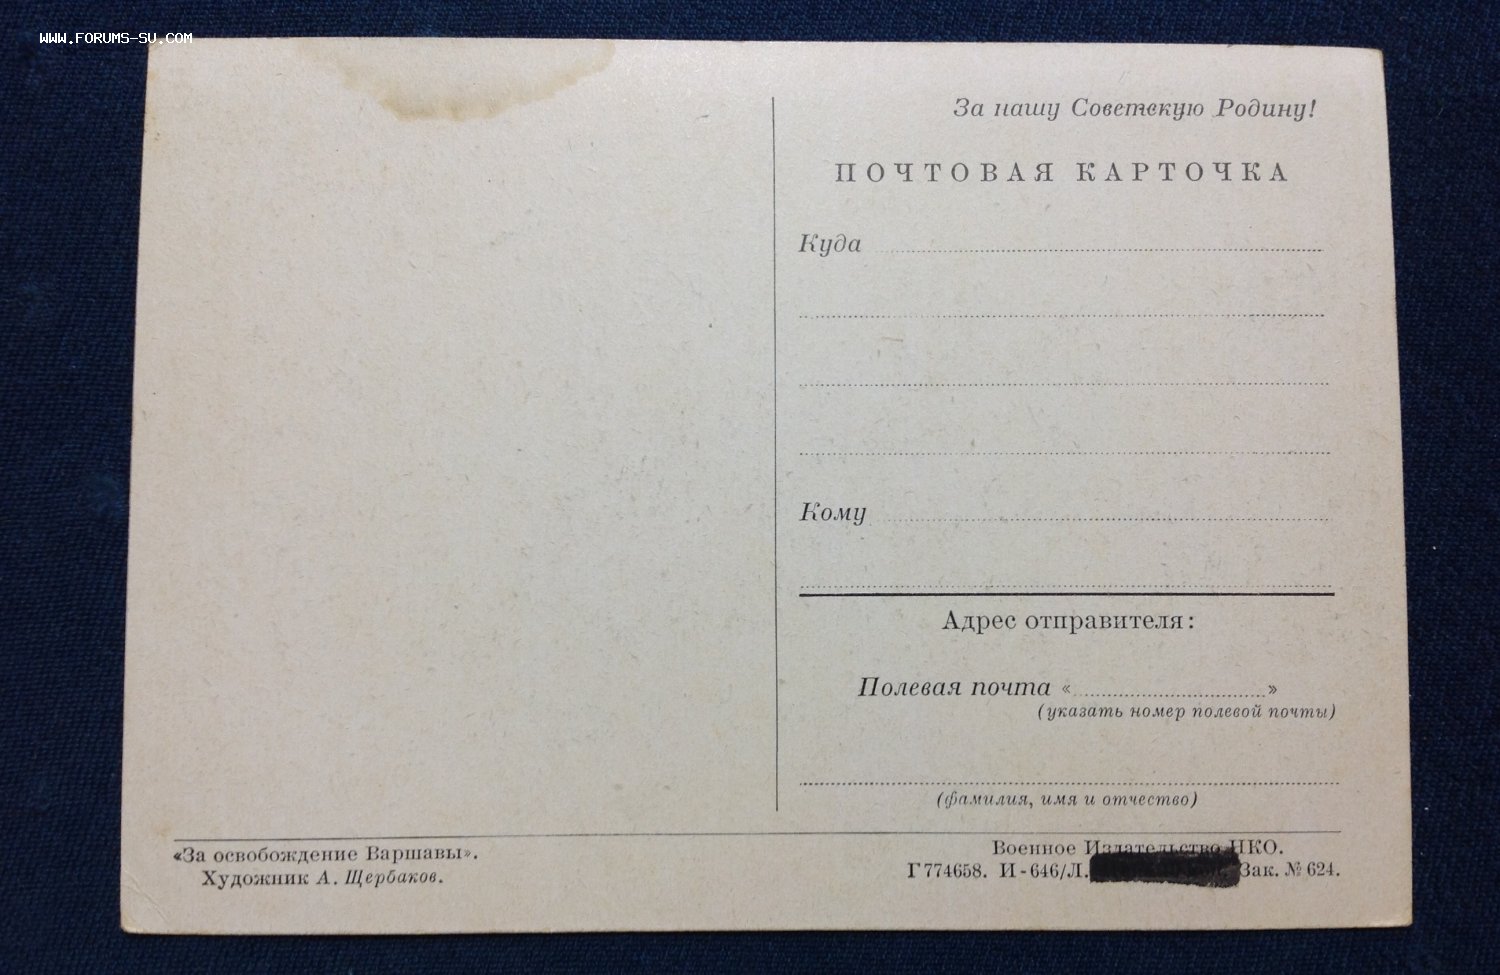 WWW.FORUMS-SU.COM
За нашу Советскую Родину!
ПОЧТОВАЯ КАРТОЧКА
Куда
Кому
Адрес отправителя:
Полевая почта « »
(указать номер полевой почты)
(фамилия, имя и отчество)
«За освобождение Варшавы».
Художник А. Щербаков.
Военное Издательство НКО.
Г774658. И-646/Л. Зак. № 624.